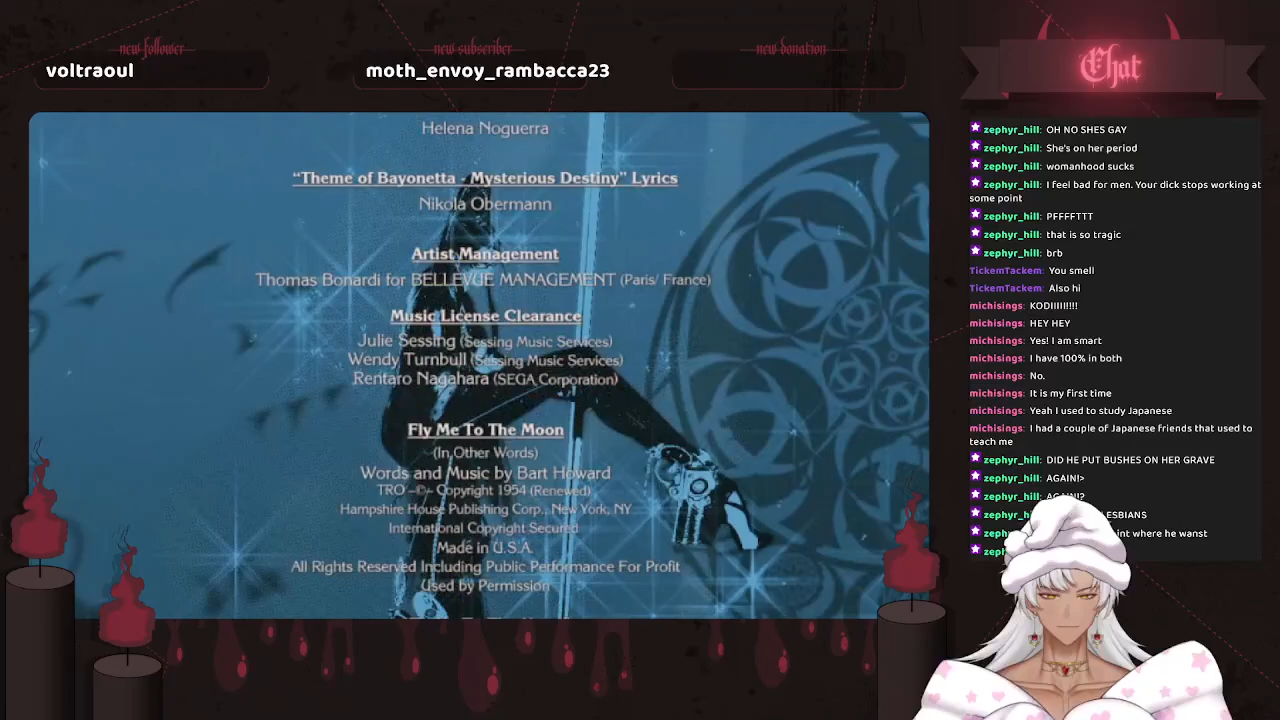 new follower
voltraoul
new subscriber
moth_envoy_rambacca23
new donation
Chat
Helena Noguerra
“Theme of Bayonetta - Mysterious Destiny” Lyrics
Nikola Obermann
Artist Management
Thomas Bonardi for BELLEVUE MANAGEMENT (Paris/ France)
Music License Clearance
Julie Sessing (Sessing Music Services)
Wendy Turnbull (Sessing Music Services)
Rentaro Nagahara (SEGA Corporation)
Fly Me To The Moon
(In Other Words)
Words and Music by Bart Howard
TRO -©- Copyright 1954 (Renewed)
Hampshire House Publishing Corp., New York, NY
International Copyright Secured
Made in U.S.A.
All Rights Reserved Including Public Performance For Profit
Used by Permission
zephyr_hill: OH NO SHES GAY
zephyr_hill: She's on her period
zephyr_hill: womanhood sucks
zephyr_hill: I feel bad for men. Your dick stops working at
some point
zephyr_hill: PFFFFTTT
zephyr_hill: that is so tragic
zephyr_hill: brb
TickemTackem: You smell
TickemTackem: Also hi
michisings: KODIIIII!!!!
michisings: HEY HEY
michisings: Yes! I am smart
michisings: I have 100% in both
michisings: No.
michisings: It is my first time
michisings: Yeah I used to study Japanese
michisings: I had a couple of Japanese friends that used to
teach me
zephyr_hill: DID HE PUT BUSHES ON HER GRAVE
zephyr_hill: AGAIN!>
zephyr_hill: AGAIN!?
zephyr_hi LESBIANS
zephyr int where he wanst
zeph